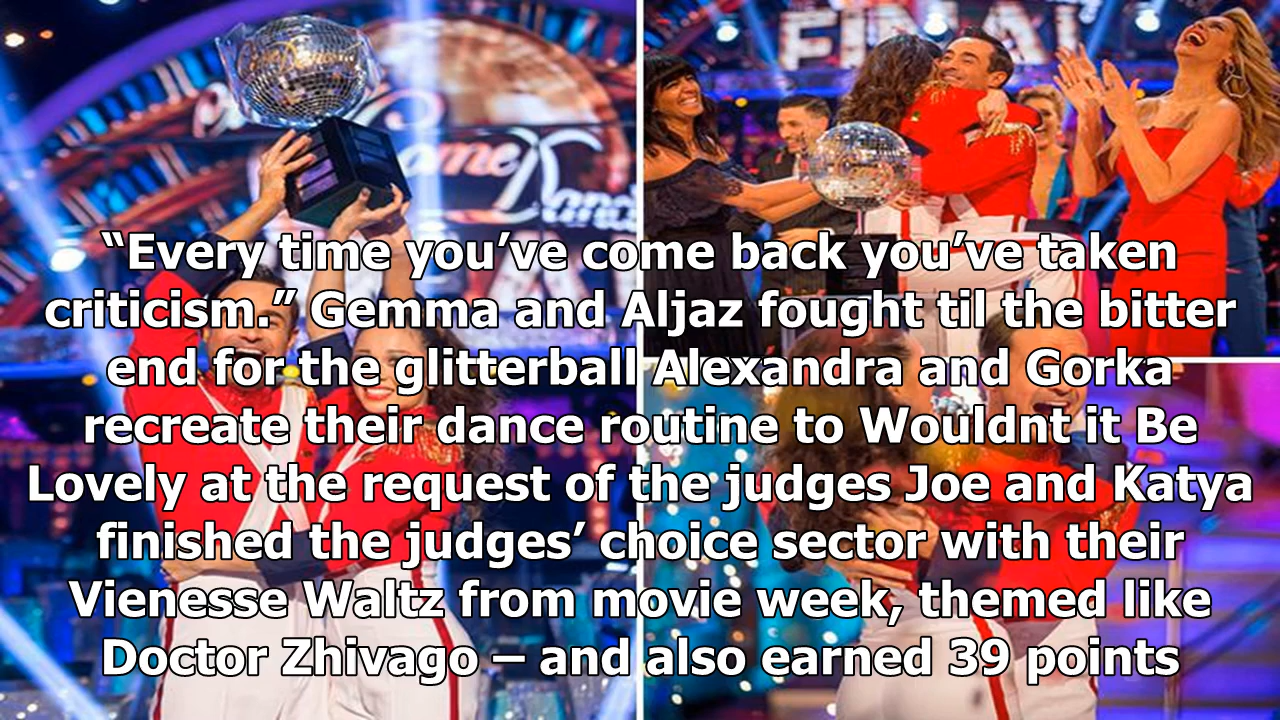 FINAL
“Every time you’ve come back you’ve taken
criticism.” Gemma and Aljaz fought til the bitter
end for the glitterball Alexandra and Gorka
recreate their dance routine to Wouldnt it Be
Lovely at the request of the judges Joe and Katya
finished the judges’ choice sector with their
Vienesse Waltz from movie week, themed like
Doctor Zhivago – and also earned 39 points